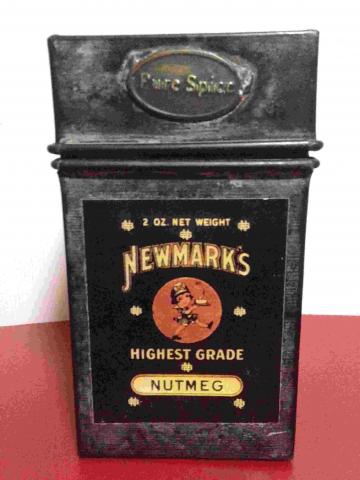 Pure Spice
2 OZ. NET WEIGHT
NEWMARK'S
HIGHEST GRADE
NUTMEG